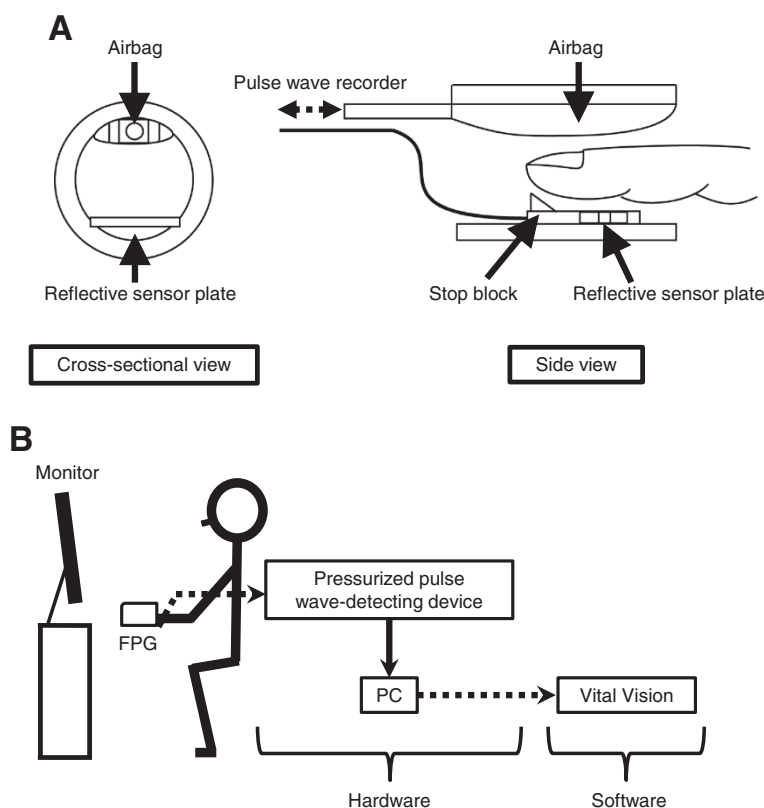 A
Airbag
Airbag
Pulse wave recorder
Reflective sensor plate
Stop block
Reflective sensor plate
Cross-sectional view
Side view
B
Monitor
Pressurized pulse
wave-detecting device
FPG
PC
Vital Vision
Hardware
Software